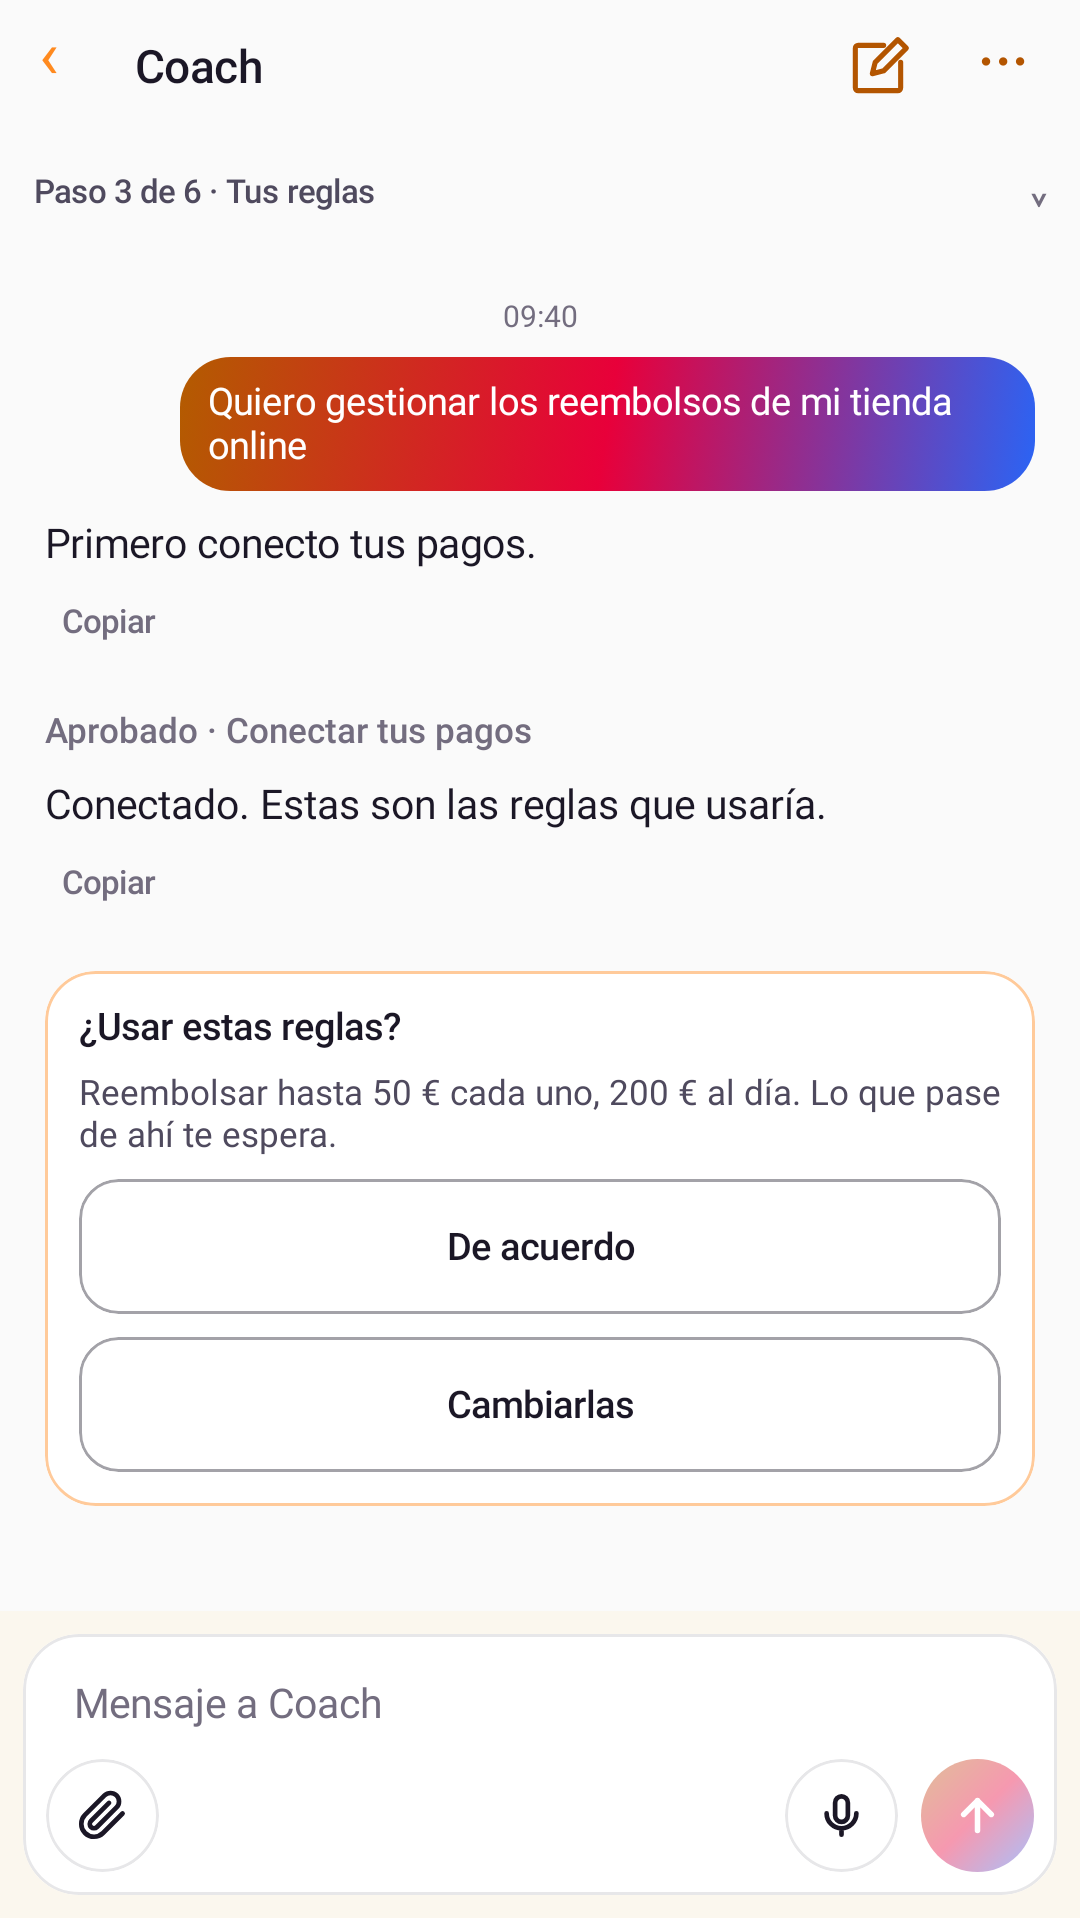 Coach
Paso 3 de 6 · Tus reglas
09:40
Quiero gestionar los reembolsos de mi tienda
online
Primero conecto tus pagos.
Copiar
Aprobado · Conectar tus pagos
Conectado. Estas son las reglas que usaría.
Copiar
¿Usar estas reglas?
Reembolsar hasta 50 € cada uno, 200 € al día. Lo que pase
de ahí te espera.
De acuerdo
Cambiarlas
Mensaje a Coach